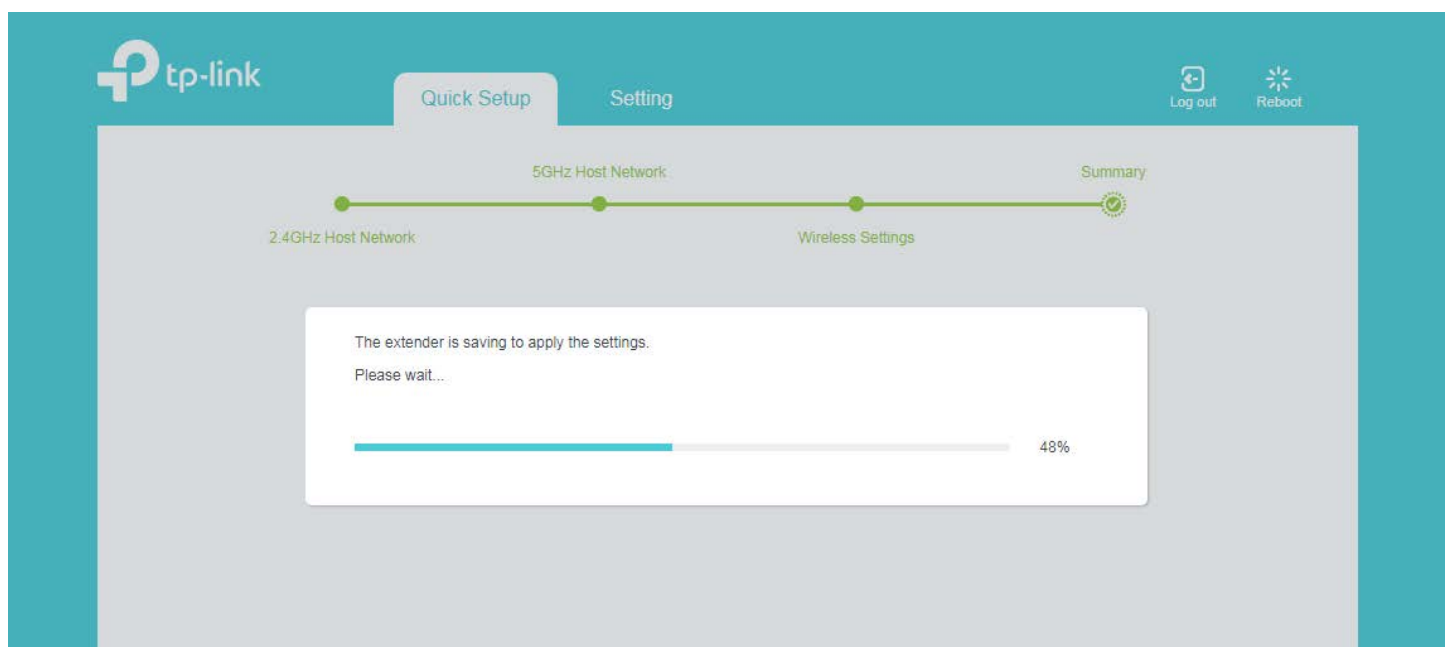 tp-link
Quick Setup
Setting
Log out
Reboot
5GHz Host Network
Summary
2.4GHz Host Network
Wireless Settings
The extender is saving to apply the settings.
Please wait...
48%